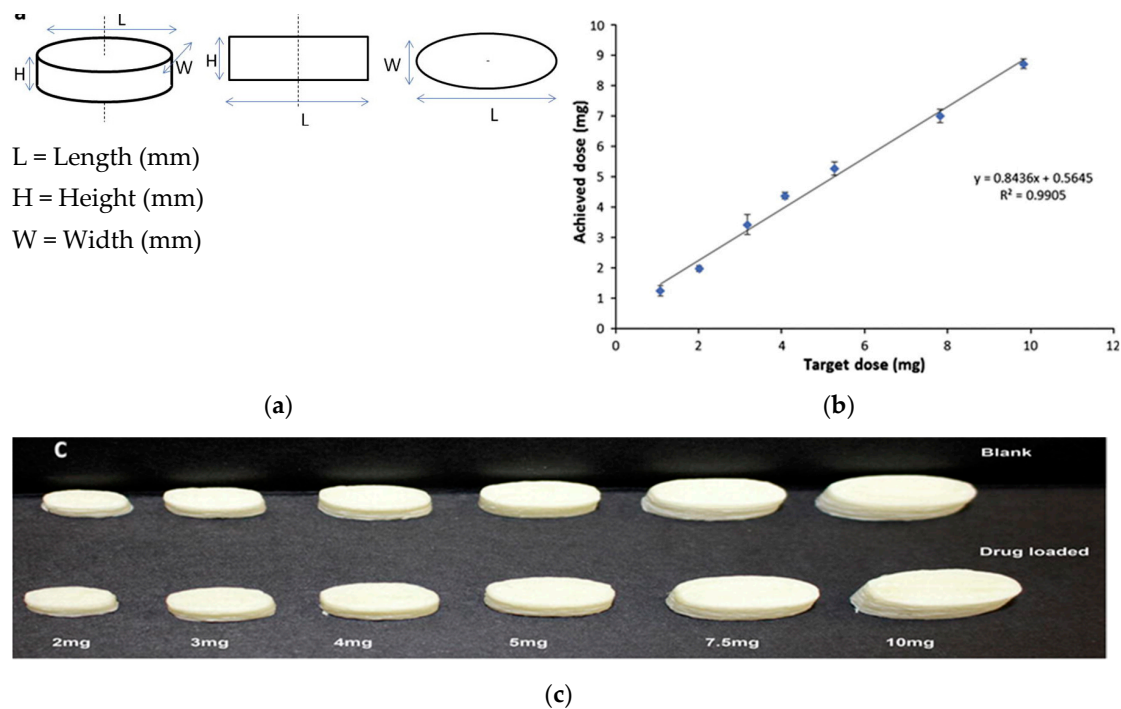 a
L
H
W
H
L
W
L
L = Length (mm)
H = Height (mm)
W = Width (mm)
Achieved dose (mg)
10
9
8
7
6
5
4
3
2
1
0
y = 0.8436x + 0.5645
R² = 0.9905
0 2 4 6 8 10 12
Target dose (mg)
(a)
(b)
C
Blank
Drug loaded
2mg 3mg 4mg 5mg 7.5mg 10mg
(c)